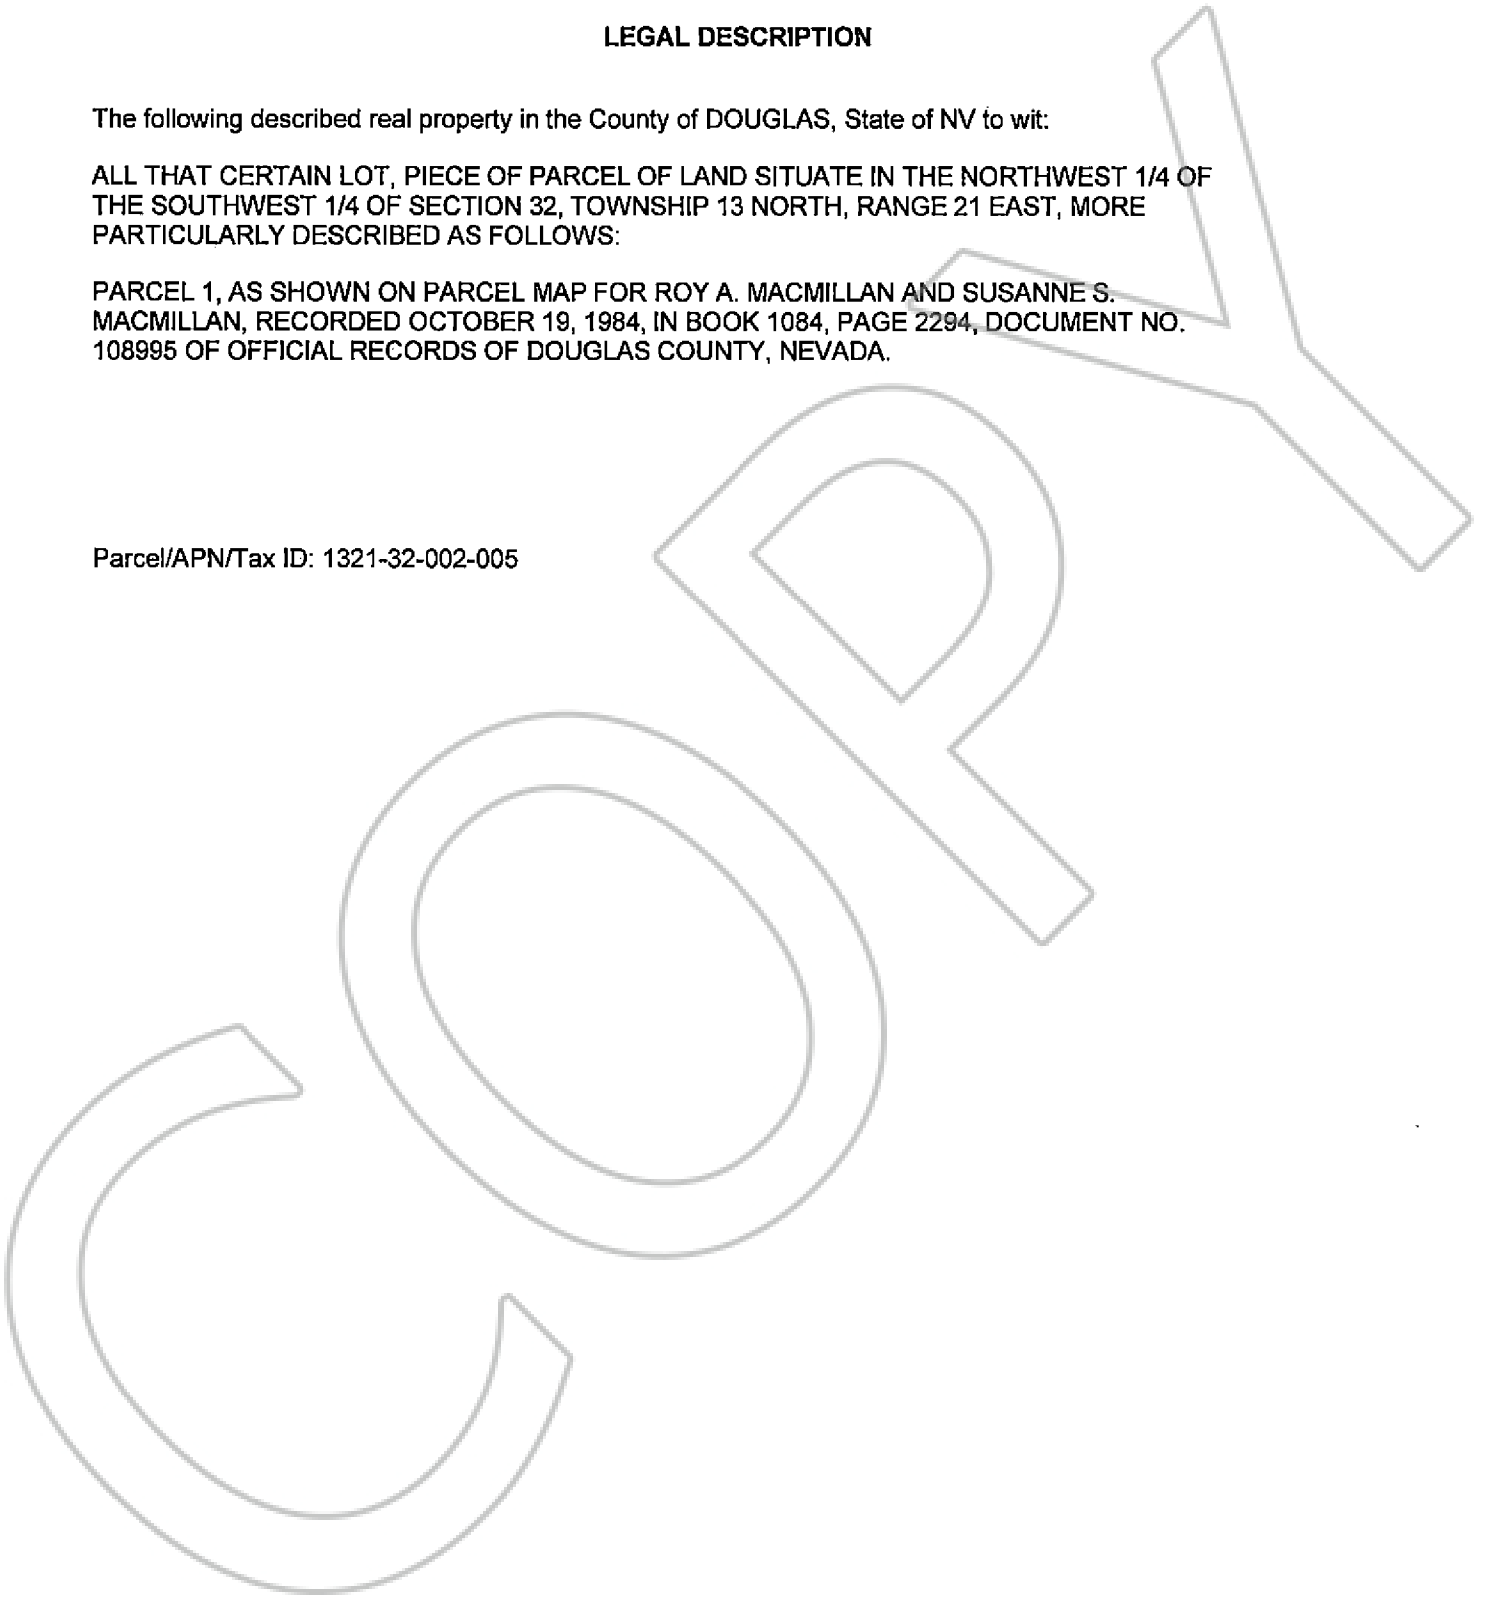 LEGAL DESCRIPTION
The following described real property in the County of DOUGLAS, State of NV to wit:
ALL THAT CERTAIN LOT, PIECE OF PARCEL OF LAND SITUATE IN THE NORTHWEST 1/4 OF
THE SOUTHWEST 1/4 OF SECTION 32, TOWNSHIP 13 NORTH, RANGE 21 EAST, MORE
PARTICULARLY DESCRIBED AS FOLLOWS:
PARCEL 1, AS SHOWN ON PARCEL MAP FOR ROY A. MACMILLAN AND SUSANNE S.
MACMILLAN, RECORDED OCTOBER 19, 1984, IN BOOK 1084, PAGE 2294, DOCUMENT NO.
108995 OF OFFICIAL RECORDS OF DOUGLAS COUNTY, NEVADA.
Parcel/APN/Tax ID: 1321-32-002-005
COPY